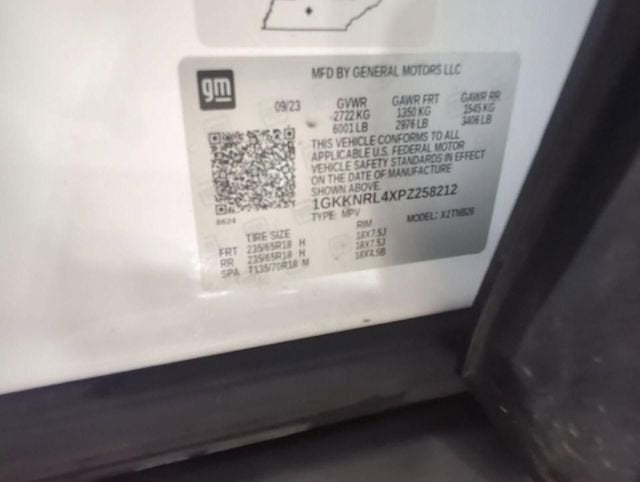 MFD BY GENERAL MOTORS LLC
gm
09/23 GVWR GAWR FRT GAWR RR
2722 KG 1350 KG 1545 KG
6001 LB 2976 LB 3406 LB
THIS VEHICLE CONFORMS TO ALL
APPLICABLE U.S. FEDERAL MOTOR
VEHICLE SAFETY STANDARDS IN EFFECT
ON THE DATE OF MANUFACTURE
SHOWN ABOVE.
1GKKNRL4XPZ258212
8624 TYPE: MPV MODEL: X2TNB26
TIRE SIZE RIM
FRT 235/65R18 H 18X7.5J
RR 235/65R18 H 18X7.5J
SPA T135/70R18 M 18X4.5B